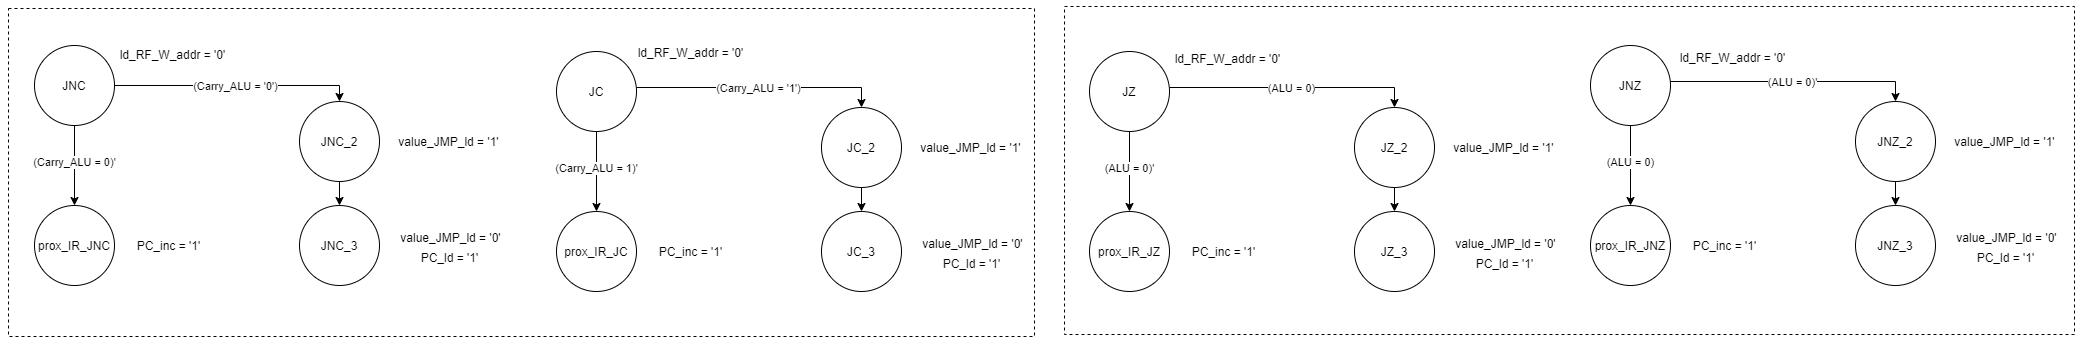 JNC
ld_RF_W_addr = '0'
(Carry_ALU = '0')
JNC_2
value_JMP_ld = '1'
(Carry_ALU = 0)'
prox_IR_JNC
PC_inc = '1'
JNC_3
value_JMP_ld = '0'
PC_ld = '1'
JC
ld_RF_W_addr = '0'
(Carry_ALU = '1')
JC_2
value_JMP_ld = '1'
(Carry_ALU = 1)'
prox_IR_JC
PC_inc = '1'
JC_3
value_JMP_ld = '0'
PC_ld = '1'
JZ
ld_RF_W_addr = '0'
(ALU = 0)
JZ_2
value_JMP_ld = '1'
(ALU = 0)'
prox_IR_JZ
PC_inc = '1'
JZ_3
value_JMP_ld = '0'
PC_ld = '1'
JNZ
ld_RF_W_addr = '0'
(ALU = 0)'
JNZ_2
value_JMP_ld = '1'
(ALU = 0)
prox_IR_JNZ
PC_inc = '1'
JNZ_3
value_JMP_ld = '0'
PC_ld = '1'